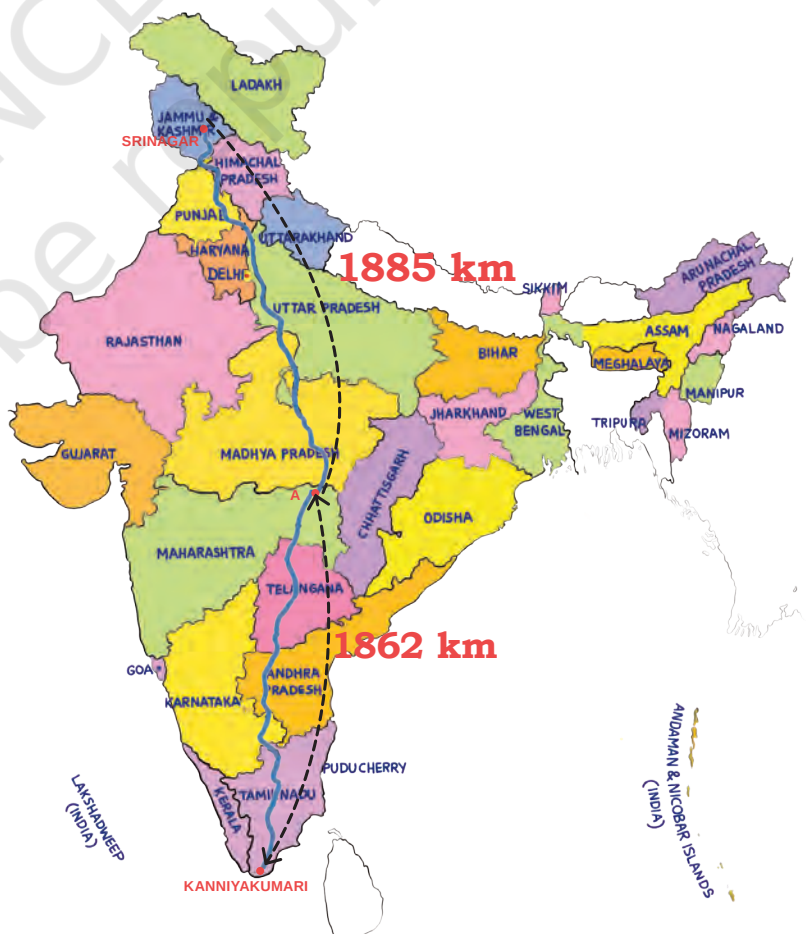 LADAKH
JAMMU &
KASHMIR
SRINAGAR
HIMACHAL
PRADESH
PUNJAB
UTTARAKHAND
HARYANA
DELHI
1885 km
ARUNACHAL
PRADESH
SIKKIM
UTTAR PRADESH
ASSAM
NAGALAND
RAJASTHAN
BIHAR
MEGHALAYA
MANIPUR
JHARKHAND
WEST
BENGAL
TRIPURA
MIZORAM
GUJARAT
MADHYA PRADESH
CHHATTISGARH
A
ODISHA
MAHARASHTRA
TELANGANA
1862 km
GOA
ANDHRA
PRADESH
KARNATAKA
PUDUCHERRY
TAMIL NADU
KERALA
LAKSHADWEEP
(INDIA)
ANDAMAN & NICOBAR ISLANDS
(INDIA)
KANNIYAKUMARI